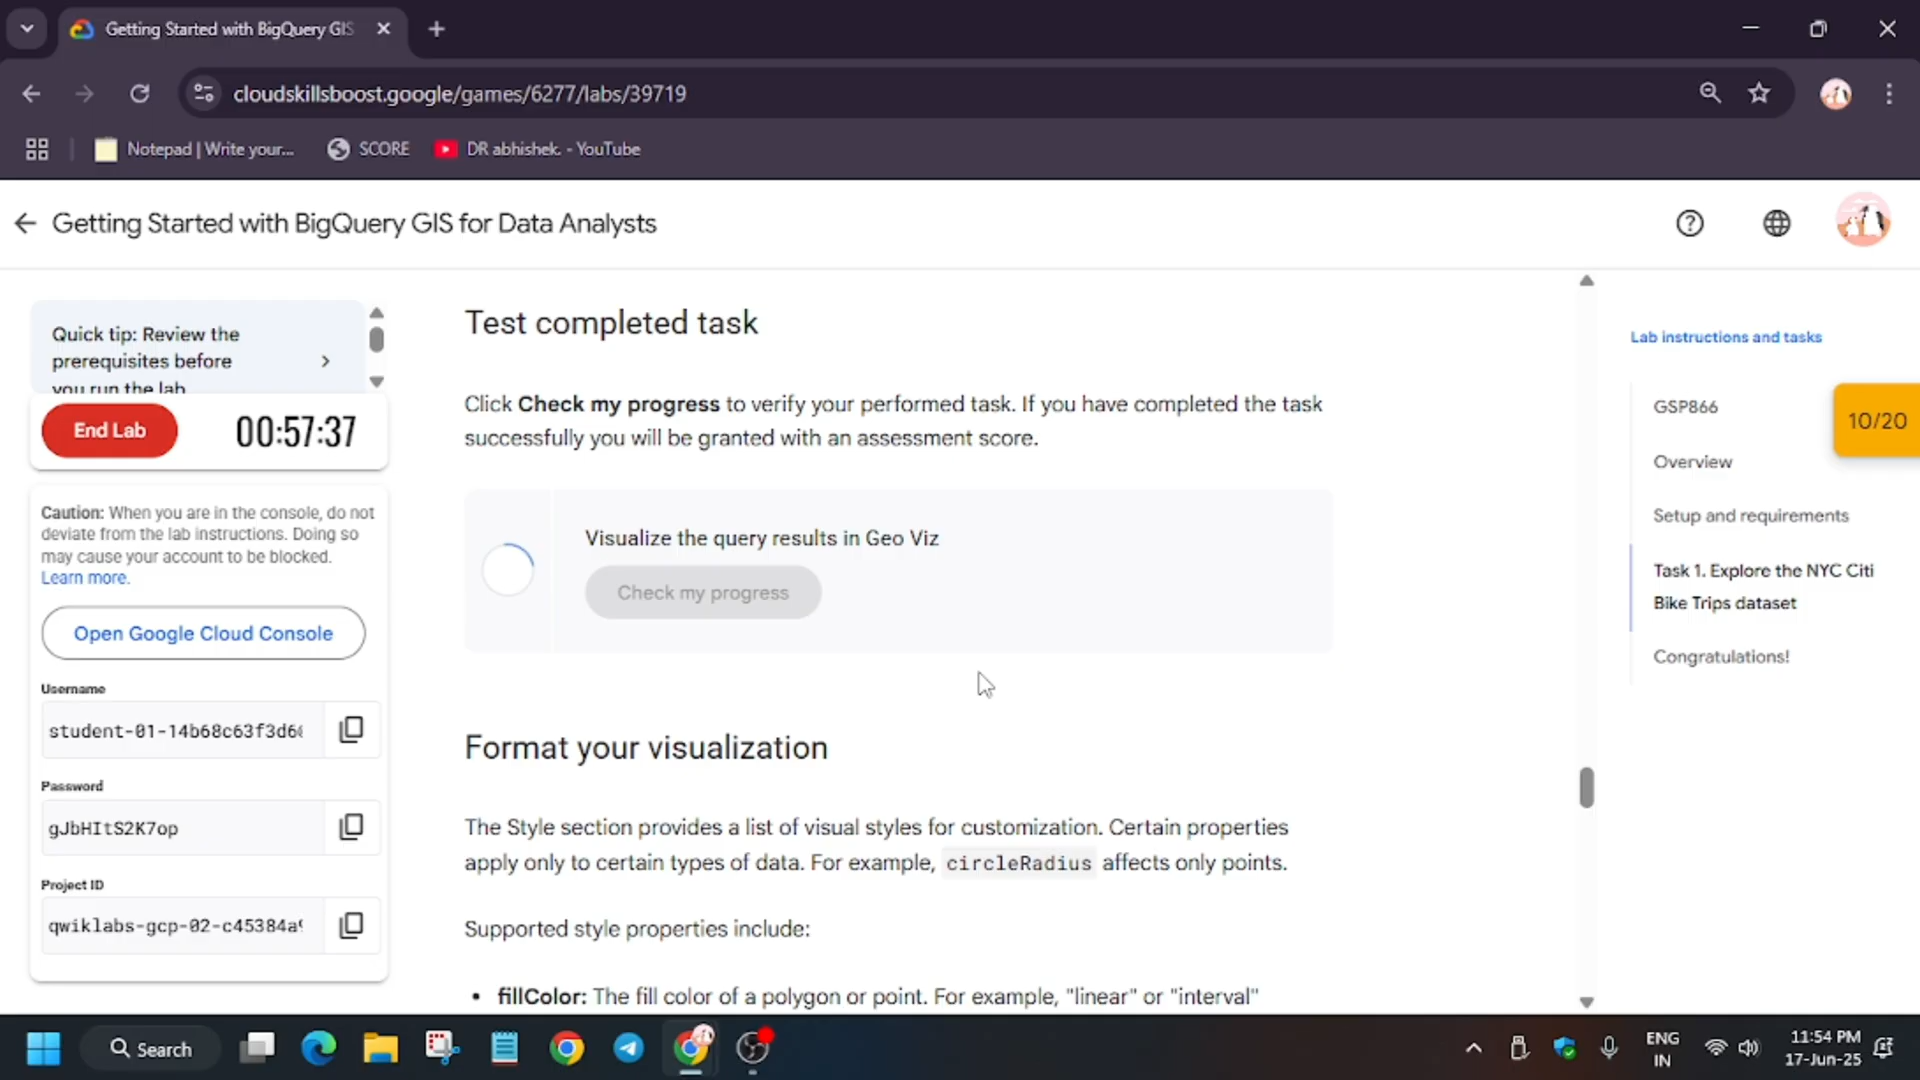 Getting Started with BigQuery GIS
cloudskillsboost.google/games/6277/labs/39719
Notepad | Write your...
SCORE
DR abhishek. - YouTube
Getting Started with BigQuery GIS for Data Analysts
Quick tip: Review the
prerequisites before
you run the lab
End Lab
00:57:37
Caution: When you are in the console, do not
deviate from the lab instructions. Doing so
may cause your account to be blocked.
Learn more.
Open Google Cloud Console
Username
student-01-14b68c63f3d6
Password
gJbHItS2K7op
Project ID
qwiklabs-gcp-02-c45384a
Test completed task
Click Check my progress to verify your performed task. If you have completed the task
successfully you will be granted with an assessment score.
Visualize the query results in Geo Viz
Check my progress
Format your visualization
The Style section provides a list of visual styles for customization. Certain properties
apply only to certain types of data. For example, circleRadius affects only points.
Supported style properties include:
• fillColor: The fill color of a polygon or point. For example, "linear" or "interval"
Lab instructions and tasks
GSP866
10/20
Overview
Setup and requirements
Task 1. Explore the NYC Citi
Bike Trips dataset
Congratulations!
Search
ENG
IN
11:54 PM
17-Jun-25